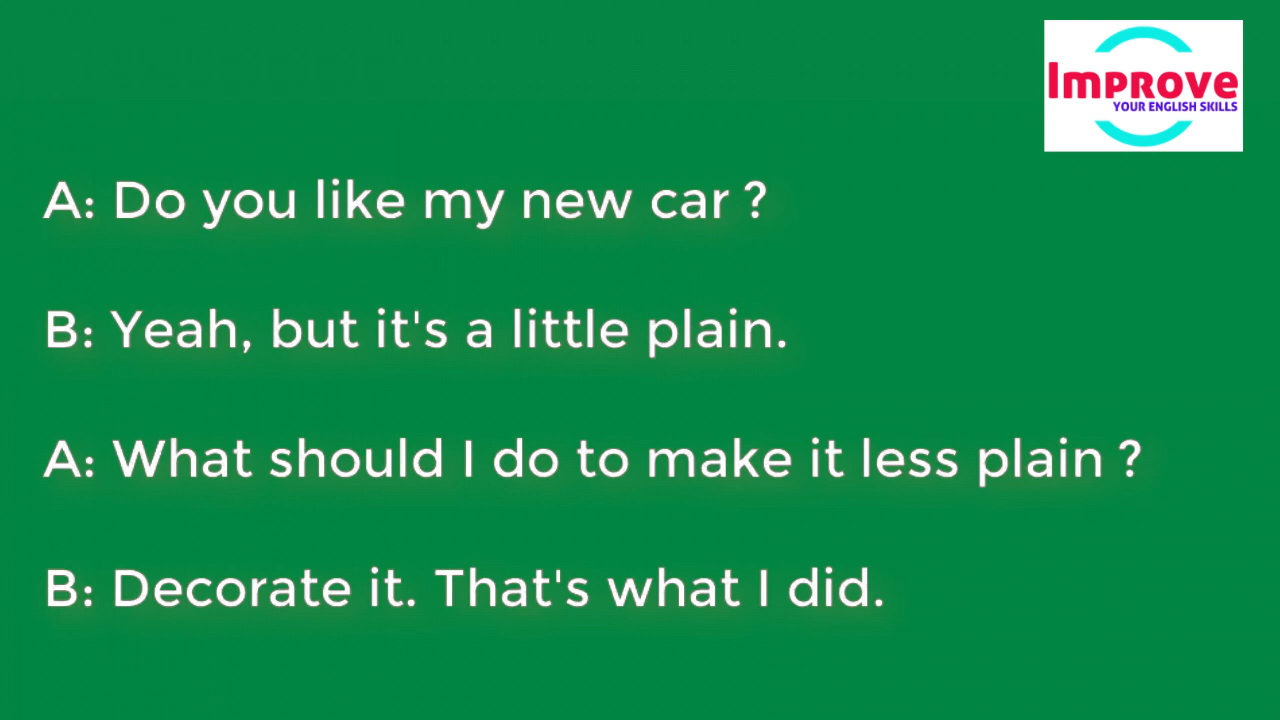 Improve
YOUR ENGLISH SKILLS
A: Do you like my new car ?
B: Yeah, but it's a little plain.
A: What should I do to make it less plain ?
B: Decorate it. That's what I did.